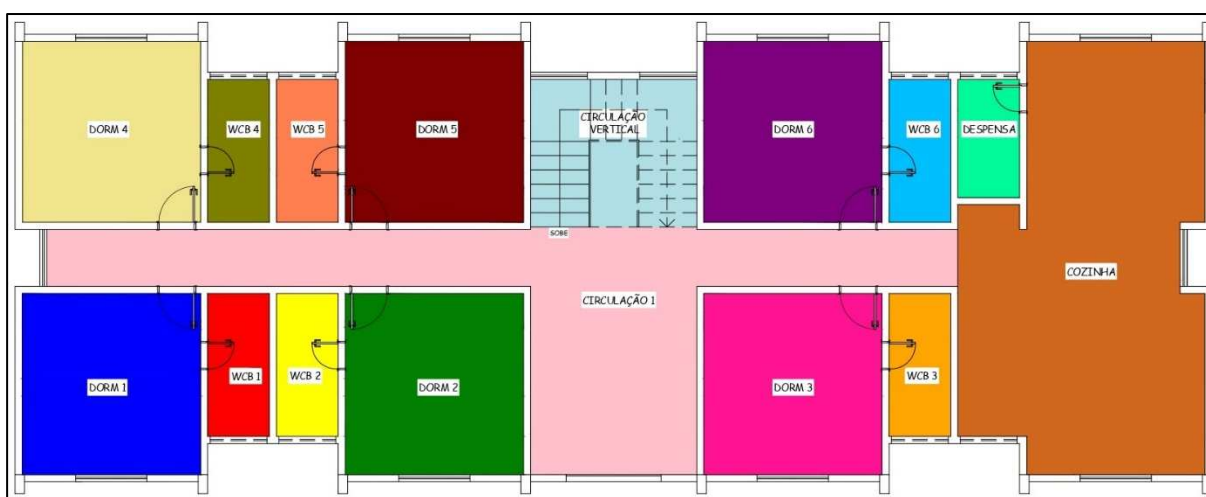 DORM 4
WCB 4
WCB 5
DORM 5
CIRCULAÇÃO
VERTICAL
DORM 6
WCB 6
DESPENSA
SOBE
COZINHA
CIRCULAÇÃO 1
DORM 1
WCB 1
WCB 2
DORM 2
DORM 3
WCB 3